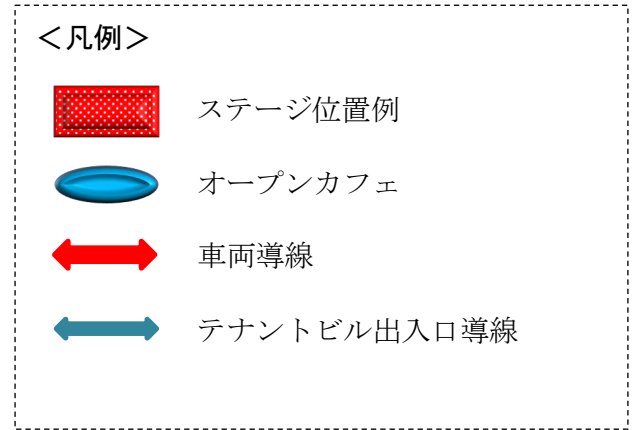 ＜凡例＞
ステージ位置例
オープンカフェ
車両導線
テナントビル出入口導線